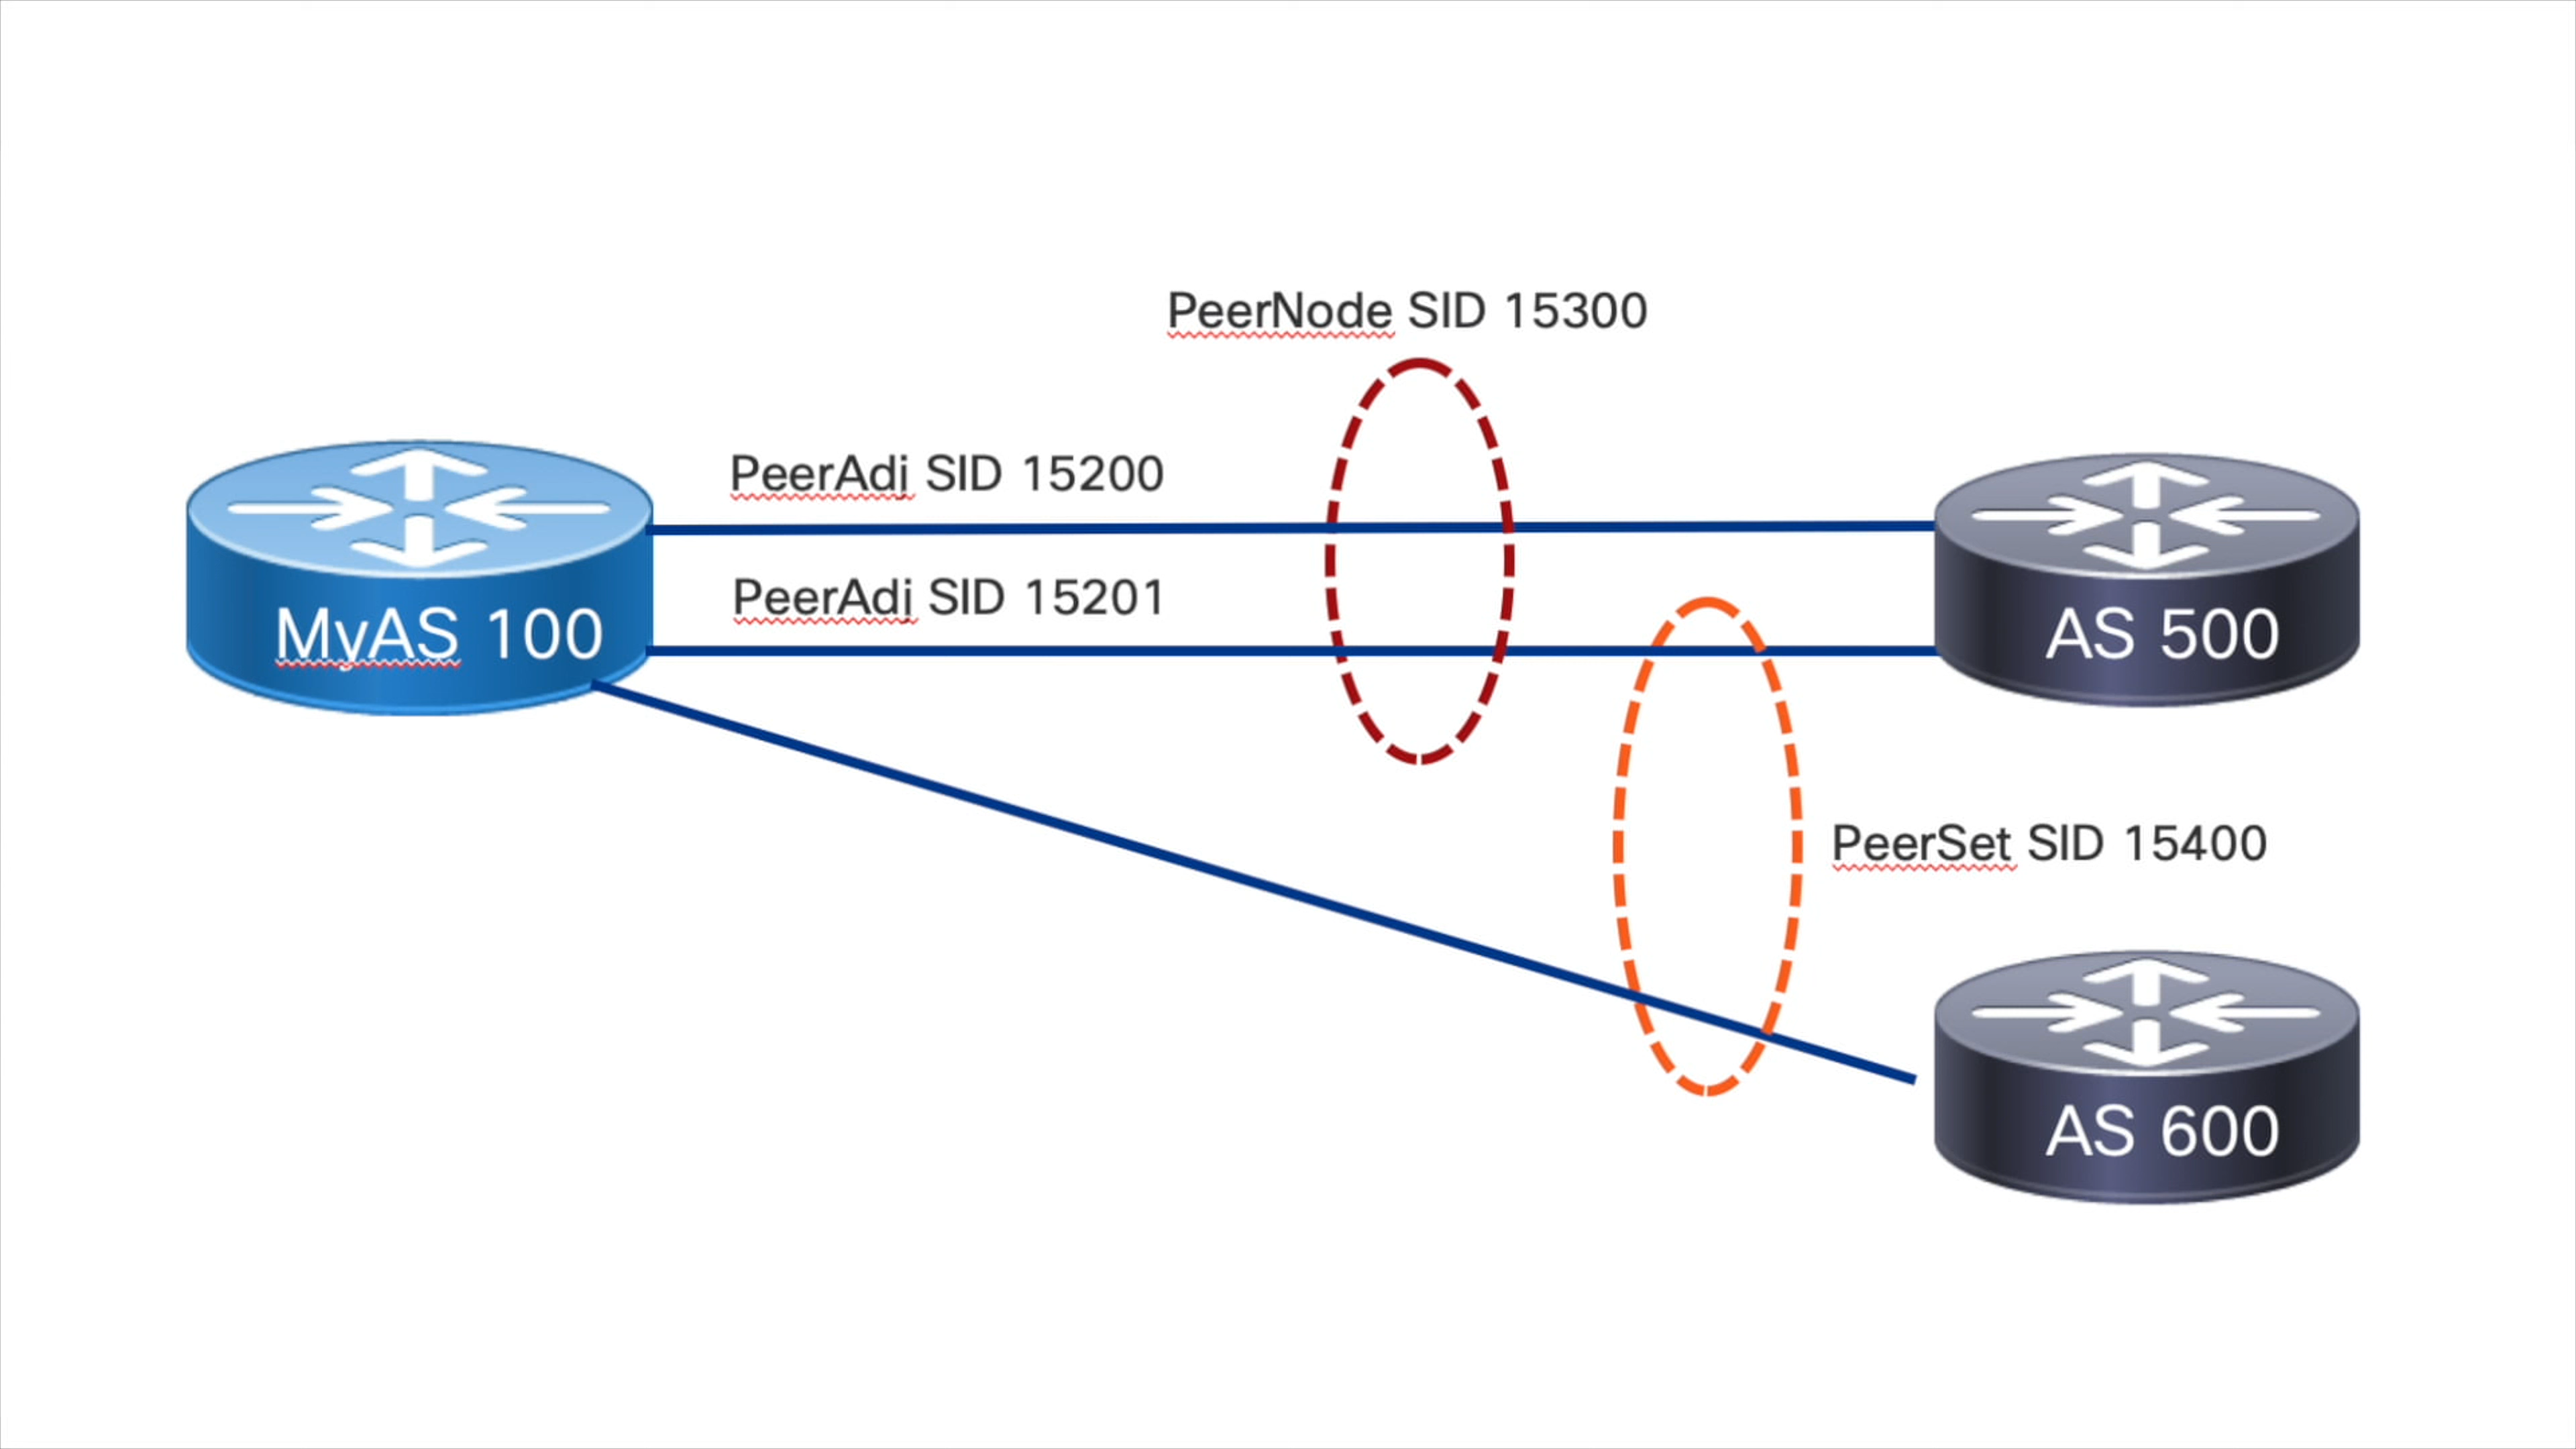 PeerNode SID 15300
PeerAdj SID 15200
PeerAdj SID 15201
MyAS 100
AS 500
PeerSet SID 15400
AS 600